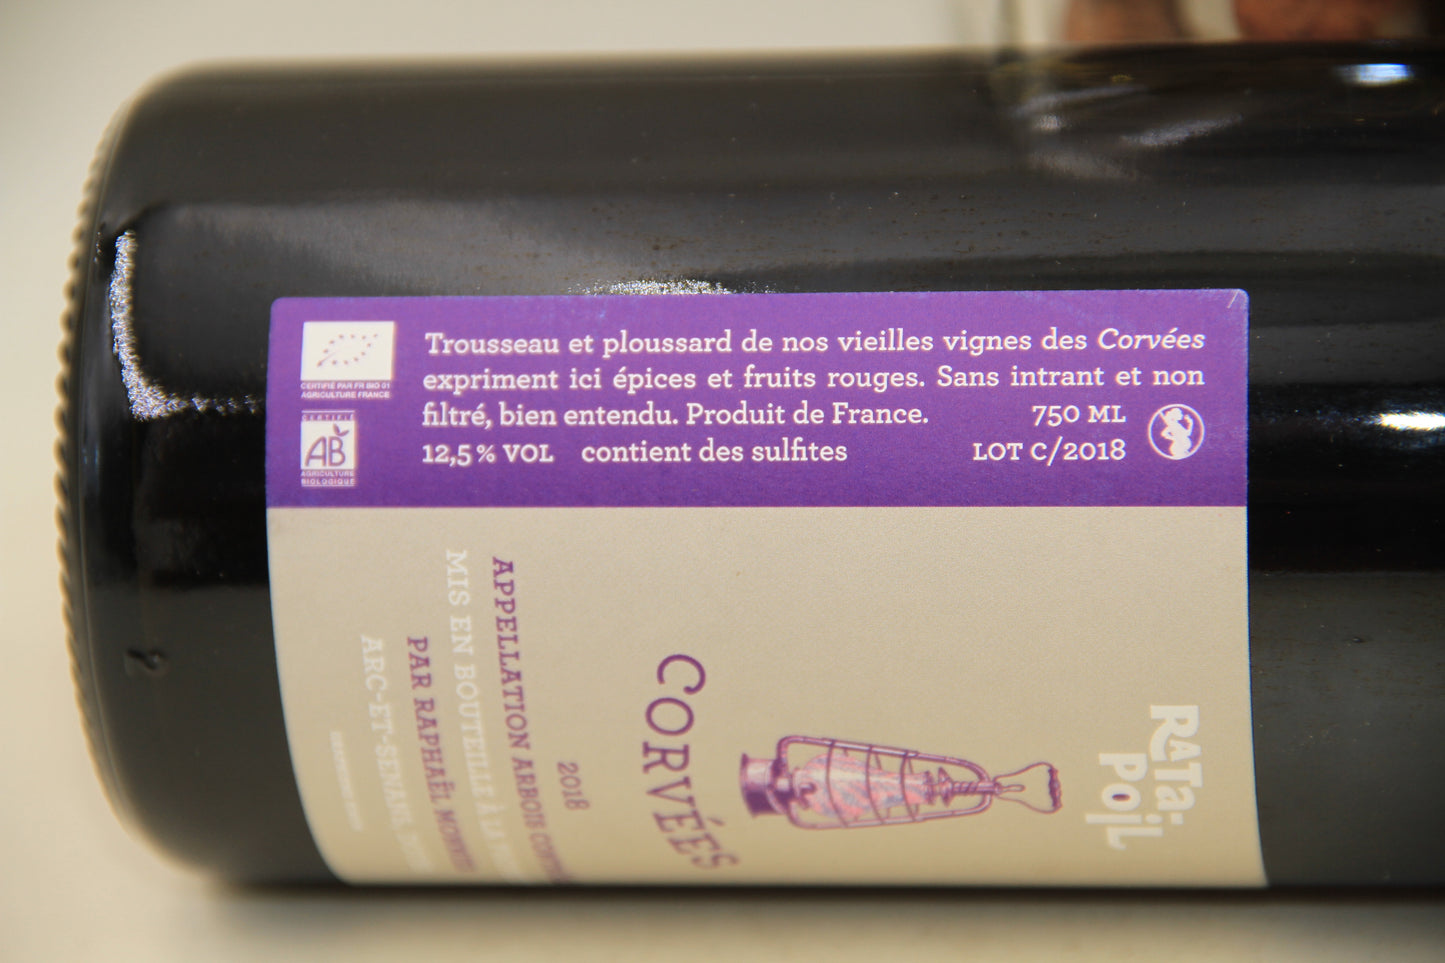 CERTIFIÉ PAR FR BIO 01
AGRICULTURE FRANCE
CERTIFIÉ
AB
AGRICULTURE
BIOLOGIQUE
Trousseau et ploussard de nos vieilles vignes des Corvées
expriment ici épices et fruits rouges. Sans intrant et non
filtré, bien entendu. Produit de France.
750 ML
12,5 % VOL contient des sulfites
LOT C/2018
RATA-
POIL
CORVÉES
2018
APPELLATION ARBOIS
MIS EN BOUTEILLE À LA
PAR RAPHAËL MONNIER
ARC-ET-SENANS,